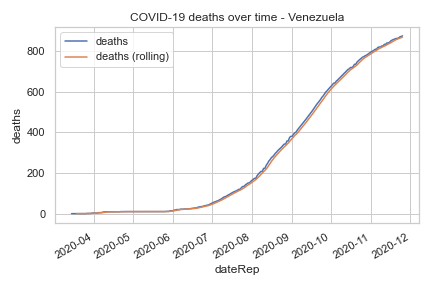 COVID-19 deaths over time - Venezuela
deaths
deaths (rolling)
deaths
800
600
400
200
0
2020-04
2020-05
2020-06
2020-07
2020-08
2020-09
2020-10
2020-11
2020-12
dateRep